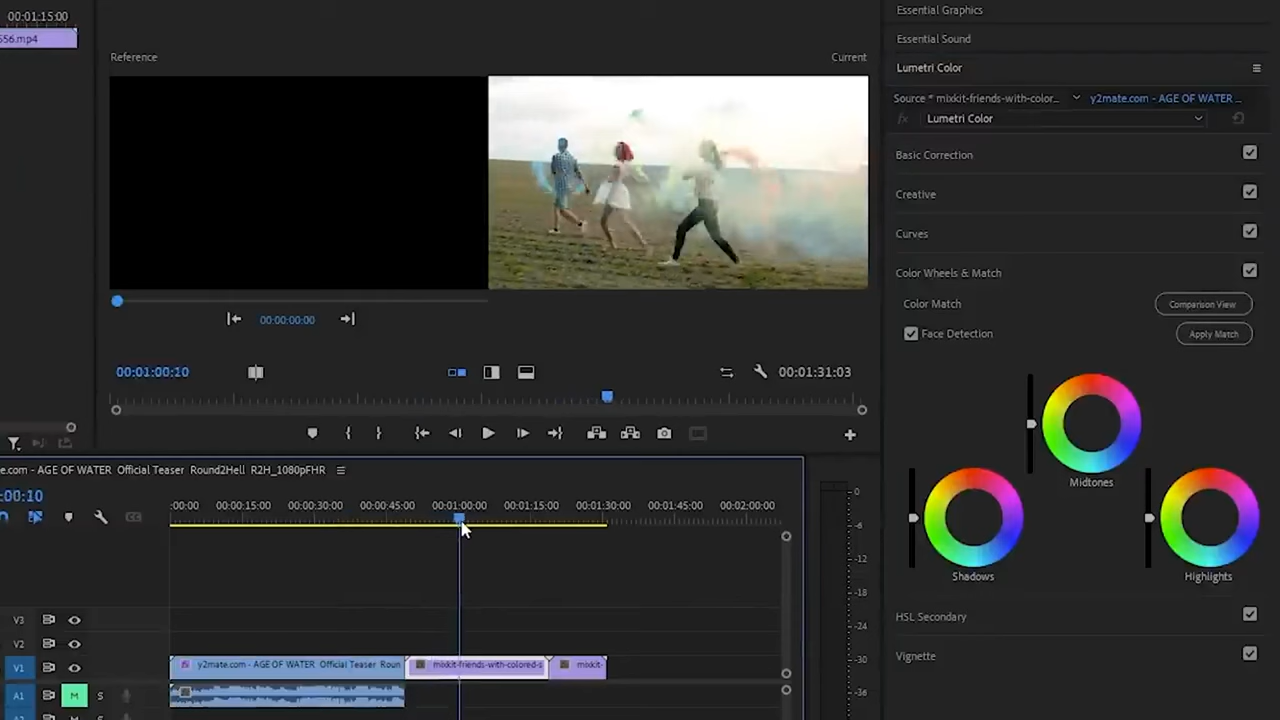 00:01:15:00
556.mp4
Reference
Current
00:00:00:00
00:01:00:10
00:01:31:03
Essential Graphics
Essential Sound
Lumetri Color
Source * mixkit-friends-with-color...
y2mate.com - AGE OF WATER ...
fx
Lumetri Color
Basic Correction
Creative
Curves
Color Wheels & Match
Color Match
Comparison View
Face Detection
Apply Match
Midtones
Shadows
Highlights
HSL Secondary
Vignette
e.com - AGE OF WATER Official Teaser Round2Hell R2H_1080pFHR
:00:10
:00:00 00:00:15:00 00:00:30:00 00:00:45:00 00:01:00:00 00:01:15:00 00:01:30:00 00:01:45:00 00:02:00:00
V3
V2
V1
y2mate.com - AGE OF WATER Official Teaser Roun
mixkit-friends-with-colored-s
mixkit-
A1
M
S
0
-6
-12
-18
-24
-30
-36